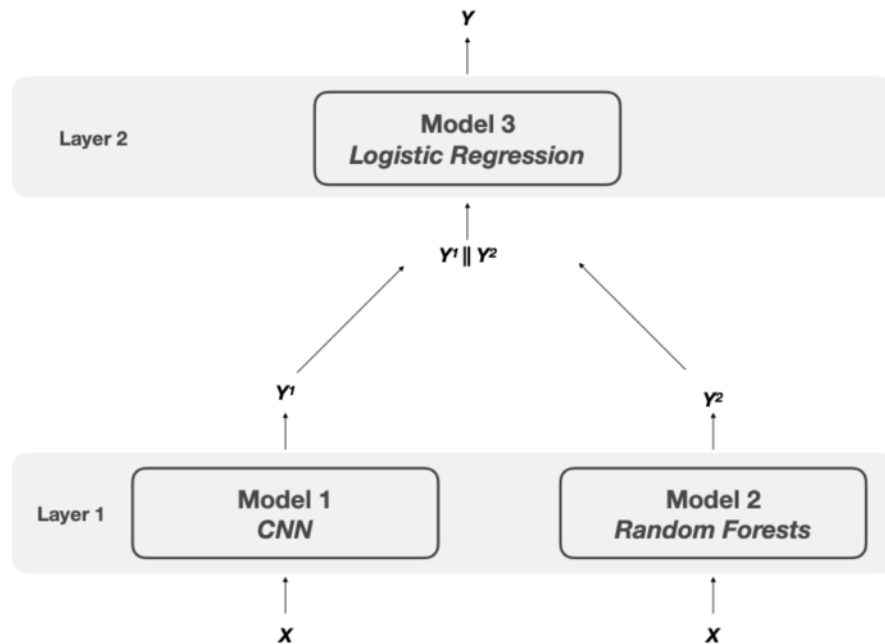 Y
Layer 2
Model 3
Logistic Regression
Y¹ || Y²
Y¹
Y²
Layer 1
Model 1
CNN
Model 2
Random Forests
X
X